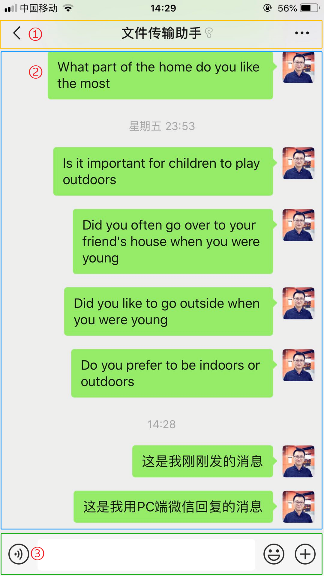 中国移动 14:29 56%
① 文件传输助手
②
What part of the home do you like
the most
星期五 23:53
Is it important for children to play
outdoors
Did you often go over to your
friend's house when you were
young
Did you like to go outside when
you were young
Do you prefer to be indoors or
outdoors
14:28
这是我刚刚发的消息
这是我用PC端微信回复的消息
③